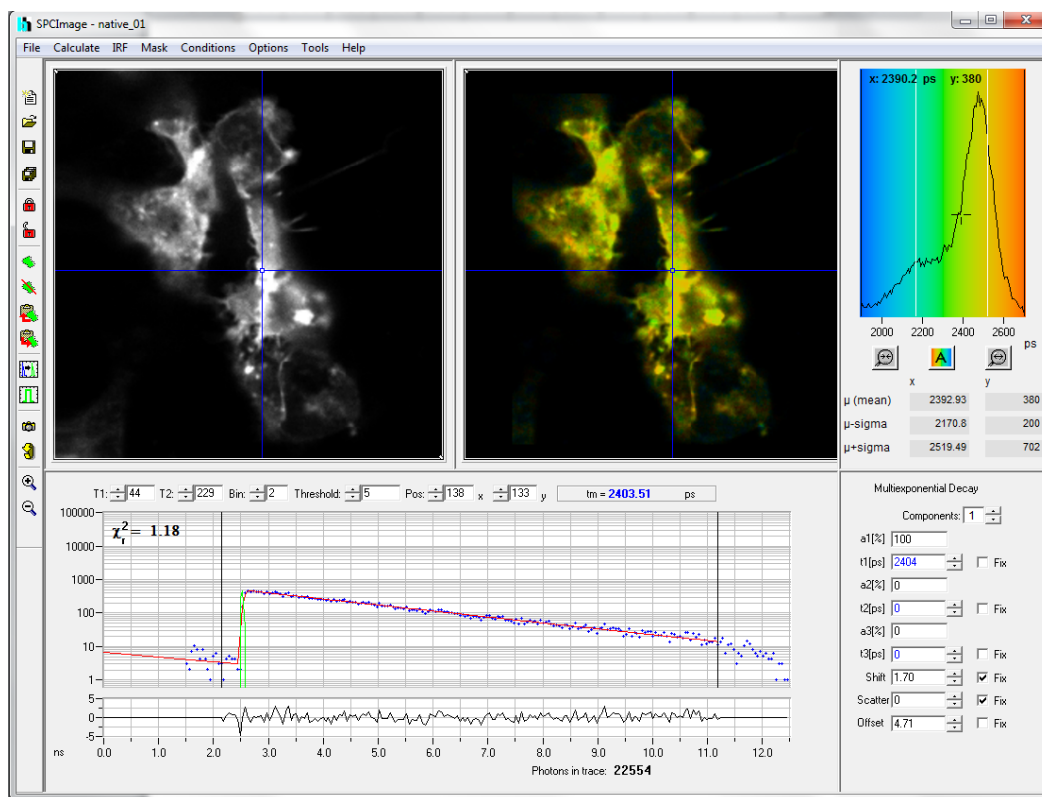 SPCImage - native_01
File Calculate IRF Mask Conditions Options Tools Help
x: 2390.2 ps y: 380
2000 2200 2400 2600
ps
A
x y
μ (mean) 2392.93 380
μ-sigma 2170.8 200
μ+sigma 2519.49 702
T1: 44 T2: 229 Bin: 2 Threshold: 5 Pos: 138 x 133 y tm = 2403.51 ps
χr2 = 1.18
100000
10000
1000
100
10
1
5
0
-5
ns 0.0 1.0 2.0 3.0 4.0 5.0 6.0 7.0 8.0 9.0 10.0 11.0 12.0
Photons in trace: 22554
Multiexponential Decay
Components: 1
a1[%] 100
t1[ps] 2404 Fix
a2[%] 0
t2[ps] 0 Fix
a3[%] 0
t3[ps] 0 Fix
Shift 1.70 Fix
Scatter 0 Fix
Offset 4.71 Fix